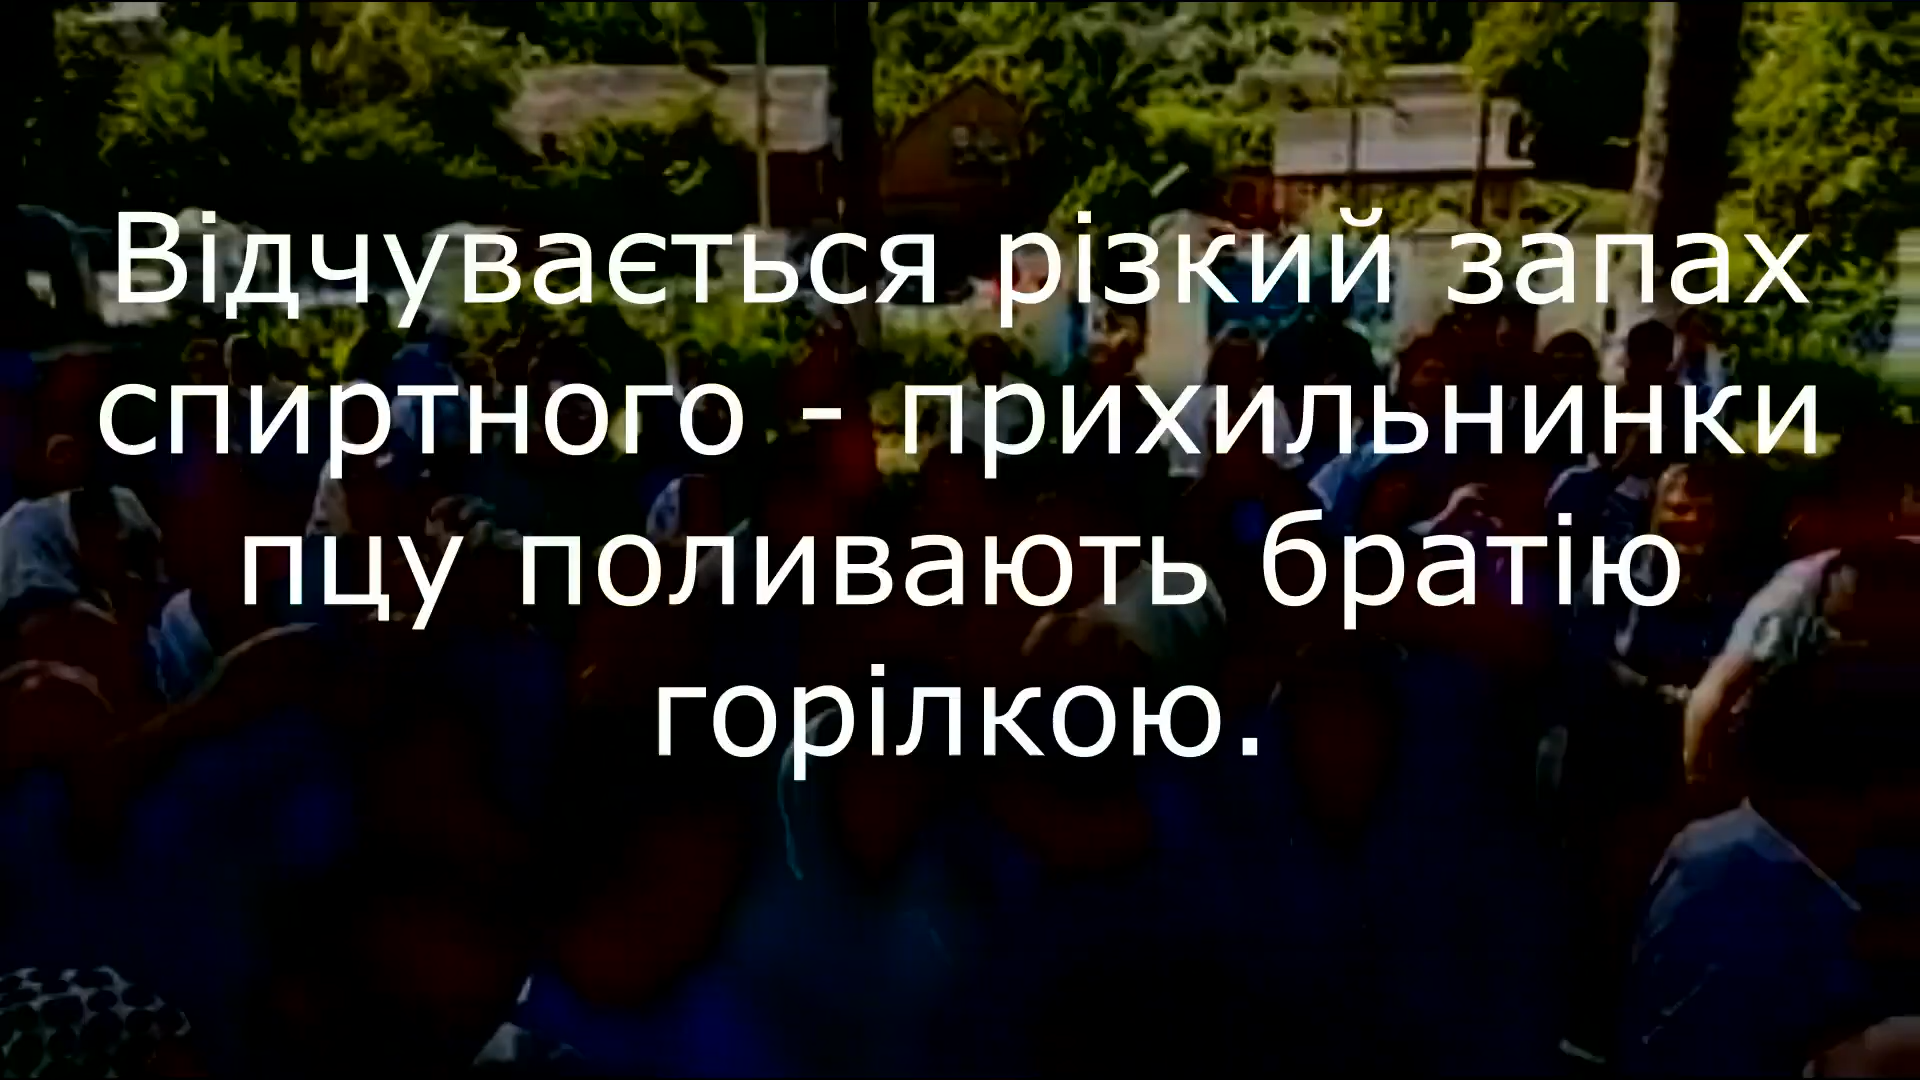 Відчувається різкий запах
спиртного - прихильнинки
пцу поливають братію
горілкою.